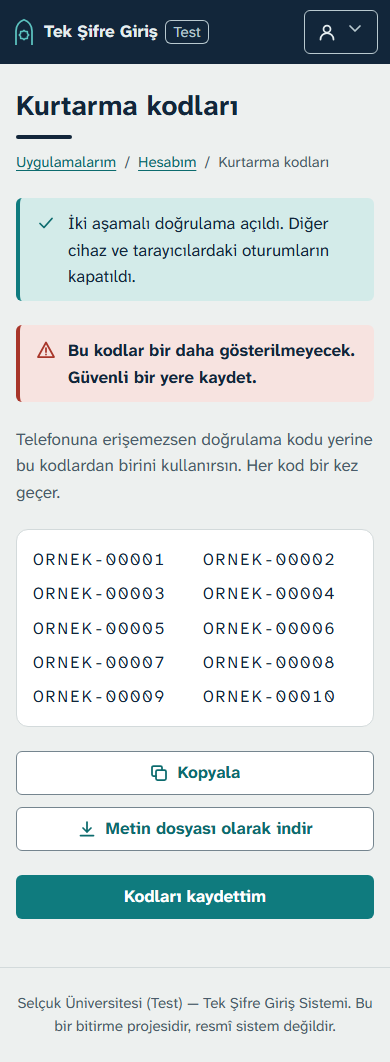 Tek Şifre Giriş Test
Kurtarma kodları
Uygulamalarım / Hesabım / Kurtarma kodları
İki aşamalı doğrulama açıldı. Diğer
cihaz ve tarayıcılardaki oturumların
kapatıldı.
Bu kodlar bir daha gösterilmeyecek.
Güvenli bir yere kaydet.
Telefonuna erişemezsen doğrulama kodu yerine
bu kodlardan birini kullanırsın. Her kod bir kez
geçer.
ORNEK-00001 ORNEK-00002
ORNEK-00003 ORNEK-00004
ORNEK-00005 ORNEK-00006
ORNEK-00007 ORNEK-00008
ORNEK-00009 ORNEK-00010
Kopyala
Metin dosyası olarak indir
Kodları kaydettim
Selçuk Üniversitesi (Test) — Tek Şifre Giriş Sistemi. Bu
bir bitirme projesidir, resmî sistem değildir.